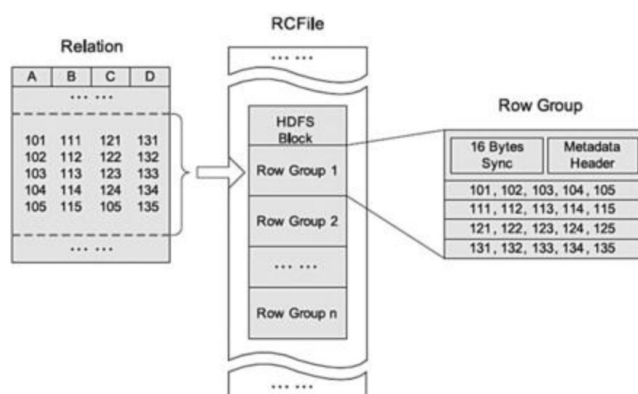 RCFile
Relation
A B C D
... ...
... ...
101 111 121 131
102 112 122 132
103 113 123 133
104 114 124 134
105 115 105 135
... ...
HDFS
Block
Row Group 1
Row Group 2
... ...
Row Group n
... ...
Row Group
16 Bytes
Sync
Metadata
Header
101, 102, 103, 104, 105
111, 112, 113, 114, 115
121, 122, 123, 124, 125
131, 132, 133, 134, 135